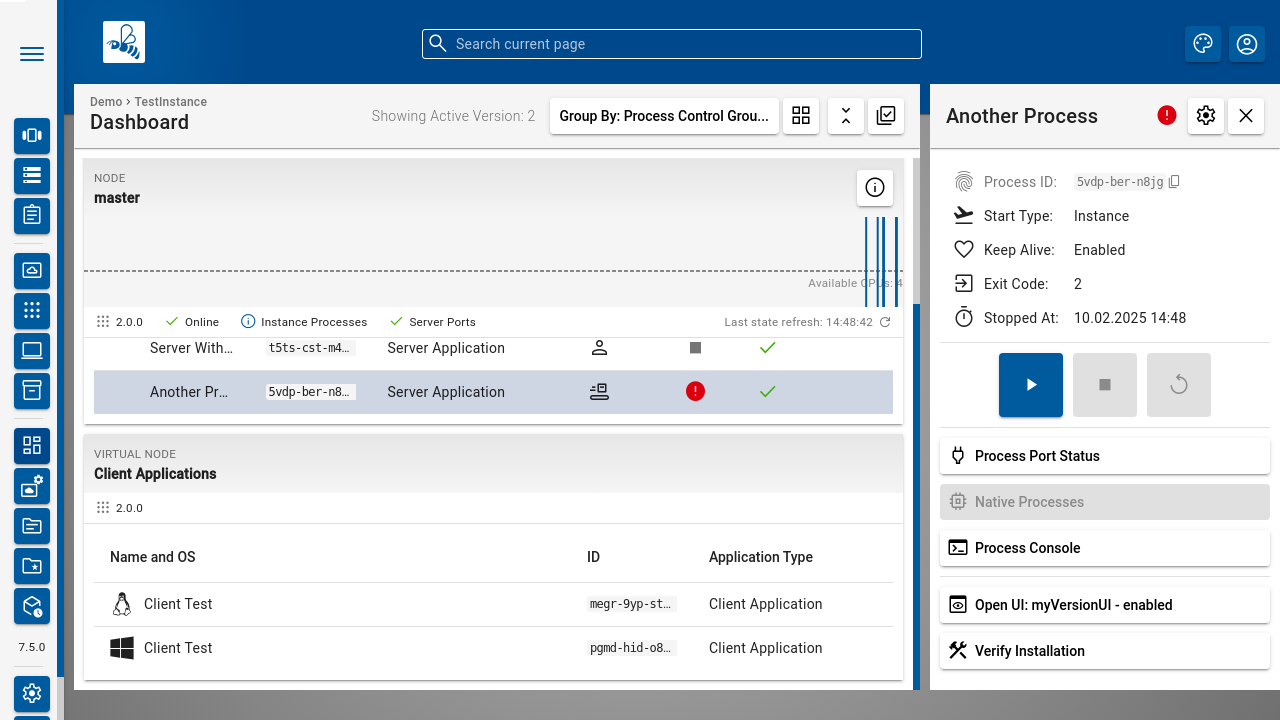 Search current page
Demo > TestInstance
Dashboard
Showing Active Version: 2
Group By: Process Control Grou...
NODE
master
Available CPUs: 4
2.0.0
Online
Instance Processes
Server Ports
Last state refresh: 14:48:42
Server With...
t5ts-cst-m4...
Server Application
Another Pr...
5vdp-ber-n8...
Server Application
VIRTUAL NODE
Client Applications
2.0.0
Name and OS
ID
Application Type
Client Test
megr-9yp-st...
Client Application
Client Test
pgmd-hid-o8...
Client Application
7.5.0
Another Process
Process ID: 5vdp-ber-n8jg
Start Type: Instance
Keep Alive: Enabled
Exit Code: 2
Stopped At: 10.02.2025 14:48
Process Port Status
Native Processes
Process Console
Open UI: myVersionUI - enabled
Verify Installation